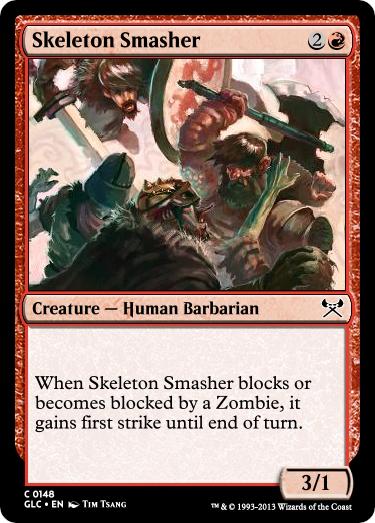 Skeleton Smasher 2
Creature — Human Barbarian
When Skeleton Smasher blocks or
becomes blocked by a Zombie, it
gains first strike until end of turn.
3/1
C 0148
GLC • EN Tim Tsang
™ & © 1993-2013 Wizards of the Coast